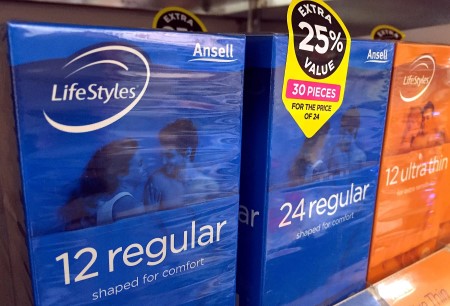 EXTRA
Ansell
LifeStyles
12 regular
shaped for comfort
EXTRA
25%
VALUE
30 PIECES
FOR THE PRICE
OF 24
Ansell
24 regular
shaped for comfort
ar
LifeStyles
12 ultra thin